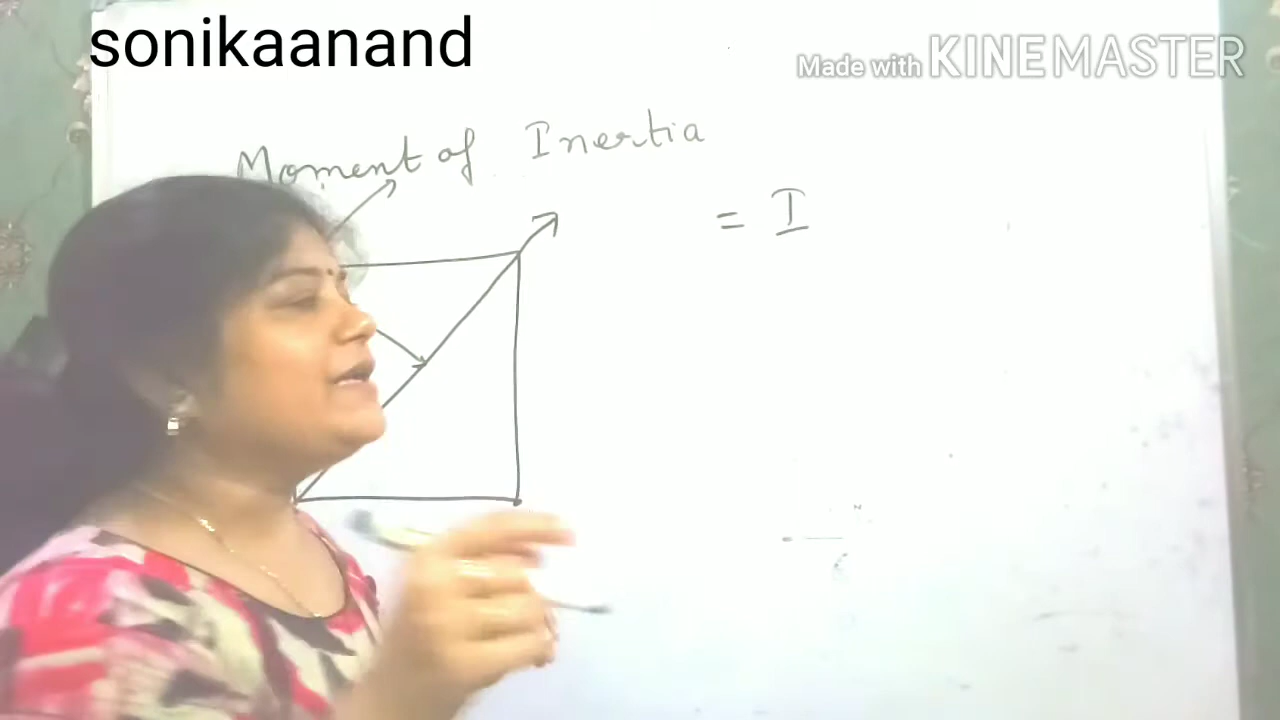 sonikaanand
Made with KINEMASTER
Moment of Inertia
= I